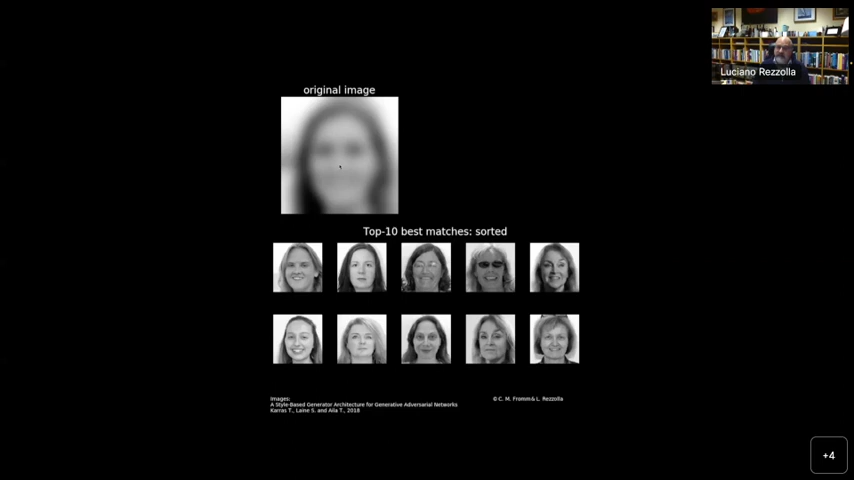 Luciano Rezzolla
original image
Top-10 best matches: sorted
Images:
A Style-Based Generator Architecture for Generative Adversarial Networks
Karras T., Laine S. and Aila T., 2018
© C. M. Fromm & L. Rezzolla
+4